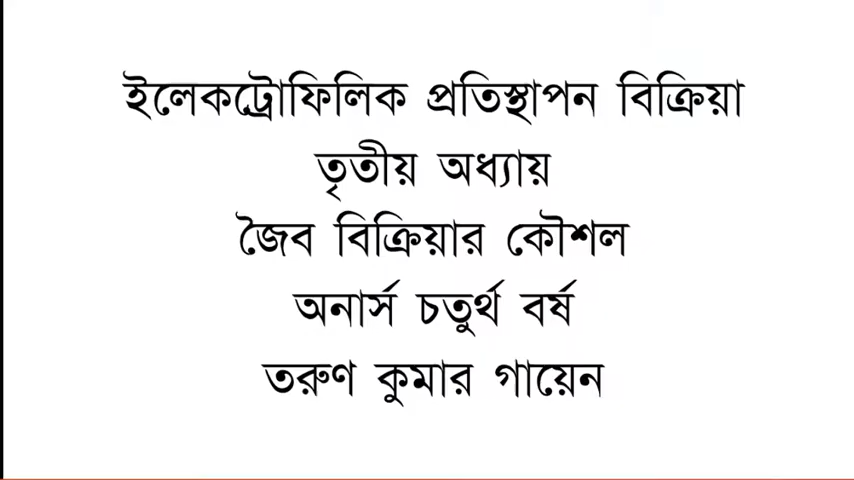 ইলেকট্রোফিলিক প্রতিস্থাপন বিক্রিয়া
তৃতীয় অধ্যায়
জৈব বিক্রিয়ার কৌশল
অনার্স চতুর্থ বর্ষ
তরুণ কুমার গায়েন